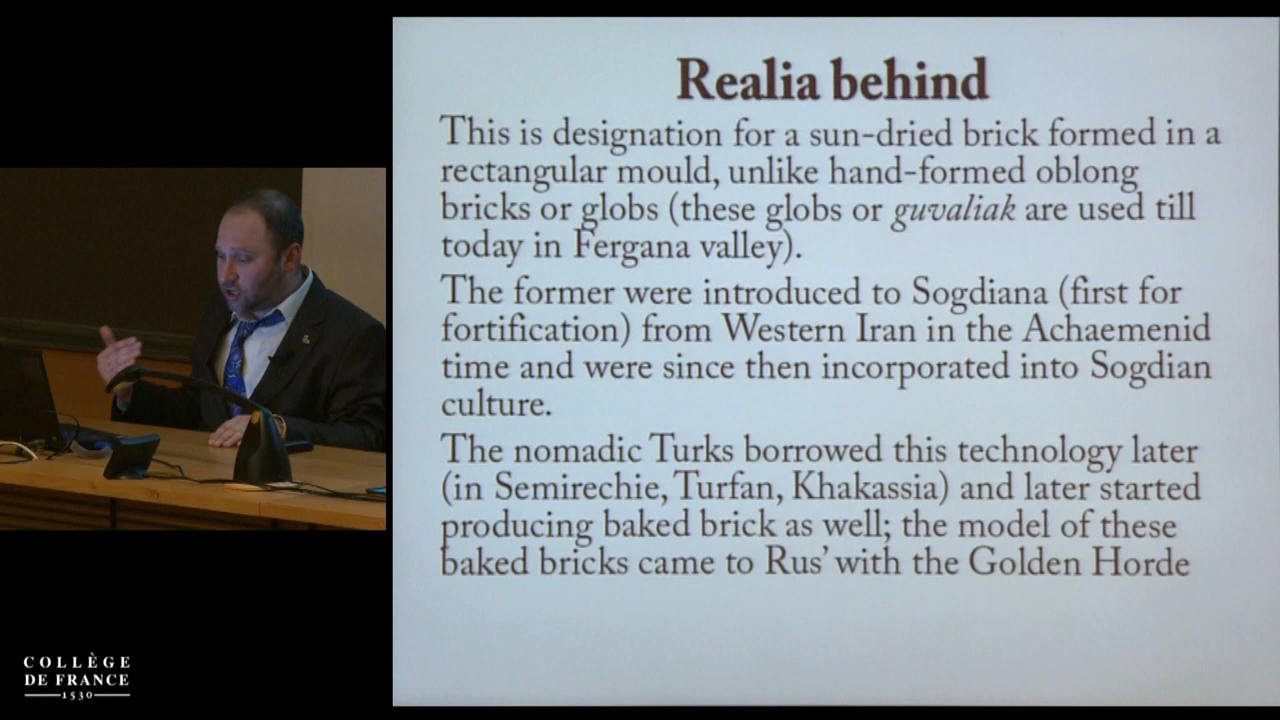 Realia behind
This is designation for a sun-dried brick formed in a
rectangular mould, unlike hand-formed oblong
bricks or globs (these globs or guvaliak are used till
today in Fergana valley).
The former were introduced to Sogdiana (first for
fortification) from Western Iran in the Achaemenid
time and were since then incorporated into Sogdian
culture.
The nomadic Turks borrowed this technology later
(in Semirechie, Turfan, Khakassia) and later started
producing baked brick as well; the model of these
baked bricks came to Rus’ with the Golden Horde
COLLÈGE
DE FRANCE
1530